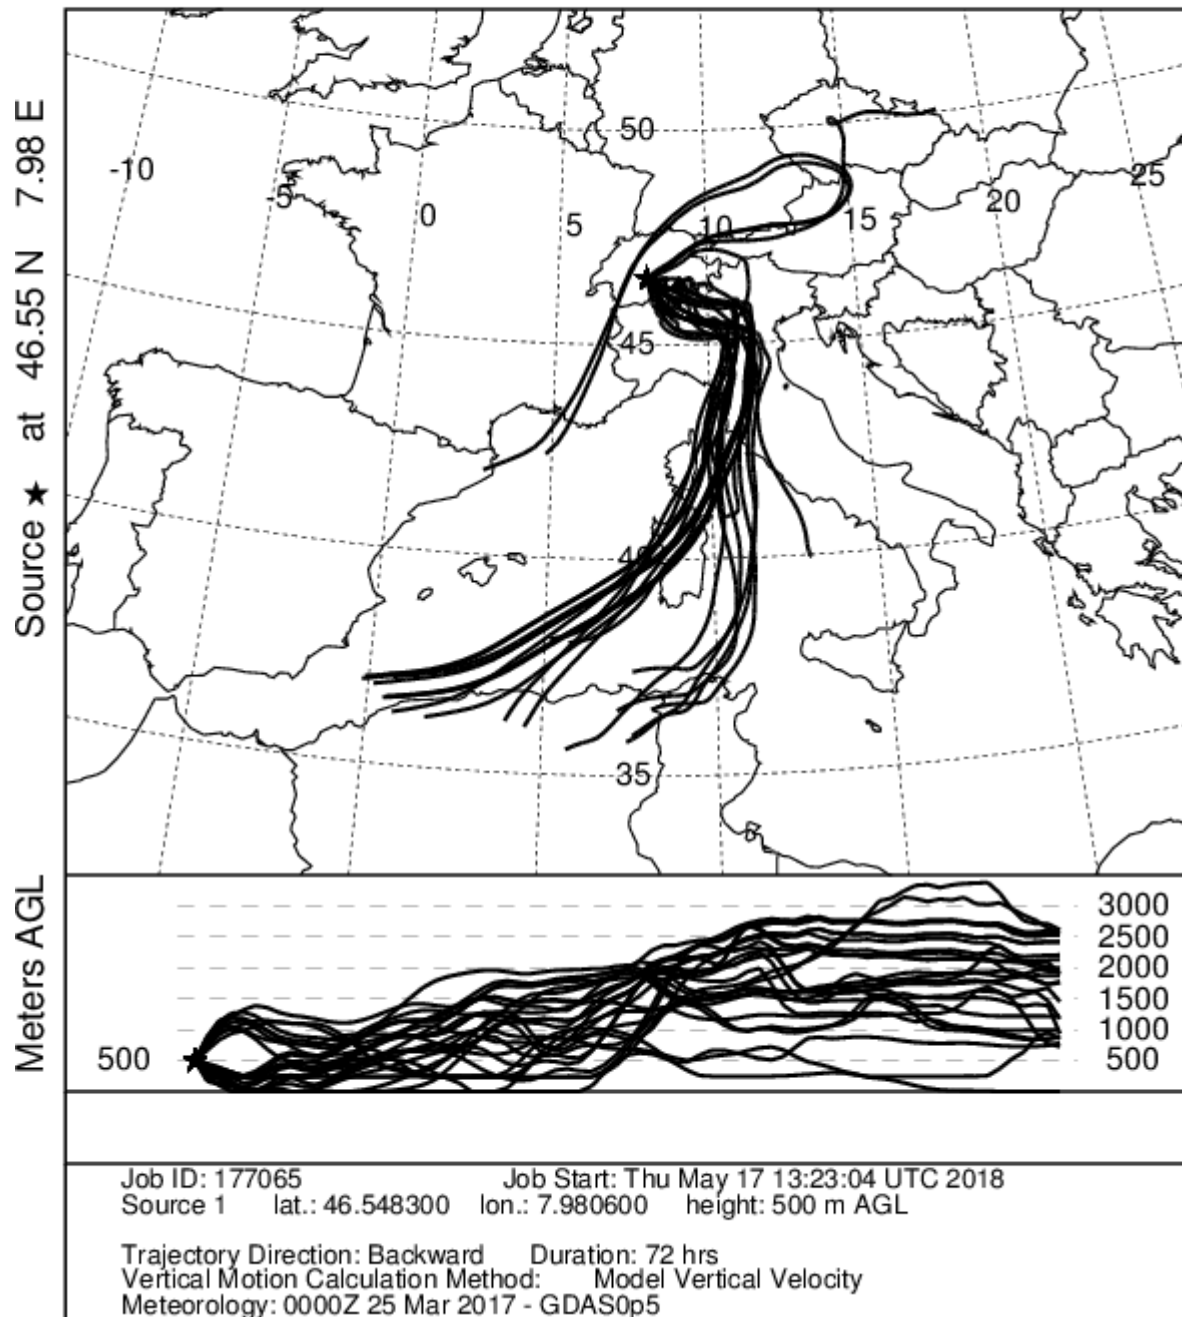 Source ★ at 46.55 N 7.98 E
-10
-5
0
5
10
15
20
25
50
45
40
35
Meters AGL
500
3000
2500
2000
1500
1000
500
Job ID: 177065 Job Start: Thu May 17 13:23:04 UTC 2018
Source 1 lat.: 46.548300 lon.: 7.980600 height: 500 m AGL
Trajectory Direction: Backward Duration: 72 hrs
Vertical Motion Calculation Method: Model Vertical Velocity
Meteorology: 0000Z 25 Mar 2017 - GDAS0p5